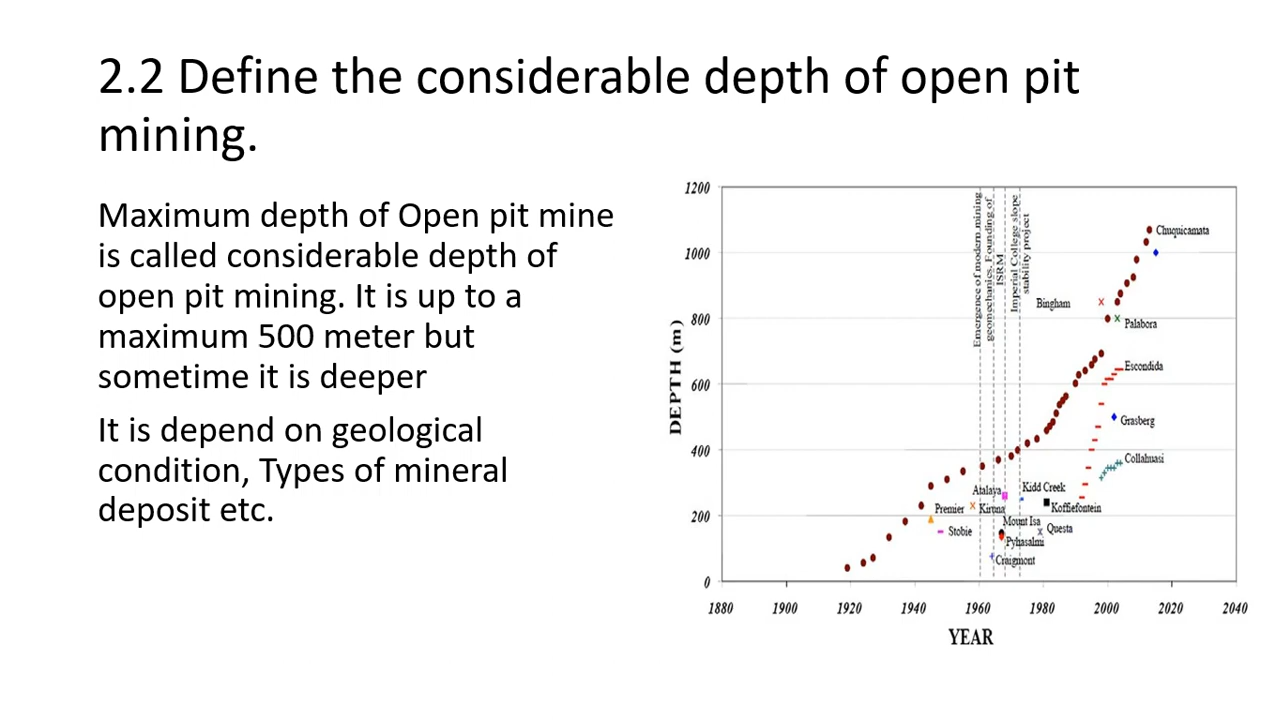 2.2 Define the considerable depth of open pit
mining.
Maximum depth of Open pit mine
is called considerable depth of
open pit mining. It is up to a
maximum 500 meter but
sometime it is deeper
It is depend on geological
condition, Types of mineral
deposit etc.
DEPTH (m)
1200
1000
800
600
400
200
0
Emergence of modern mining
geomechanics. Founding of
ISRM
Imperial College slope
stability project
Chuquicamata
Bingham
Palabora
Escondida
Grasberg
Collahuasi
Atalaya
Kidd Creek
Premier
Kiruna
Koffiefontein
Mount Isa
Stobie
Questa
Pyhasalmi
Craigmont
1880
1900
1920
1940
1960
1980
2000
2020
2040
YEAR